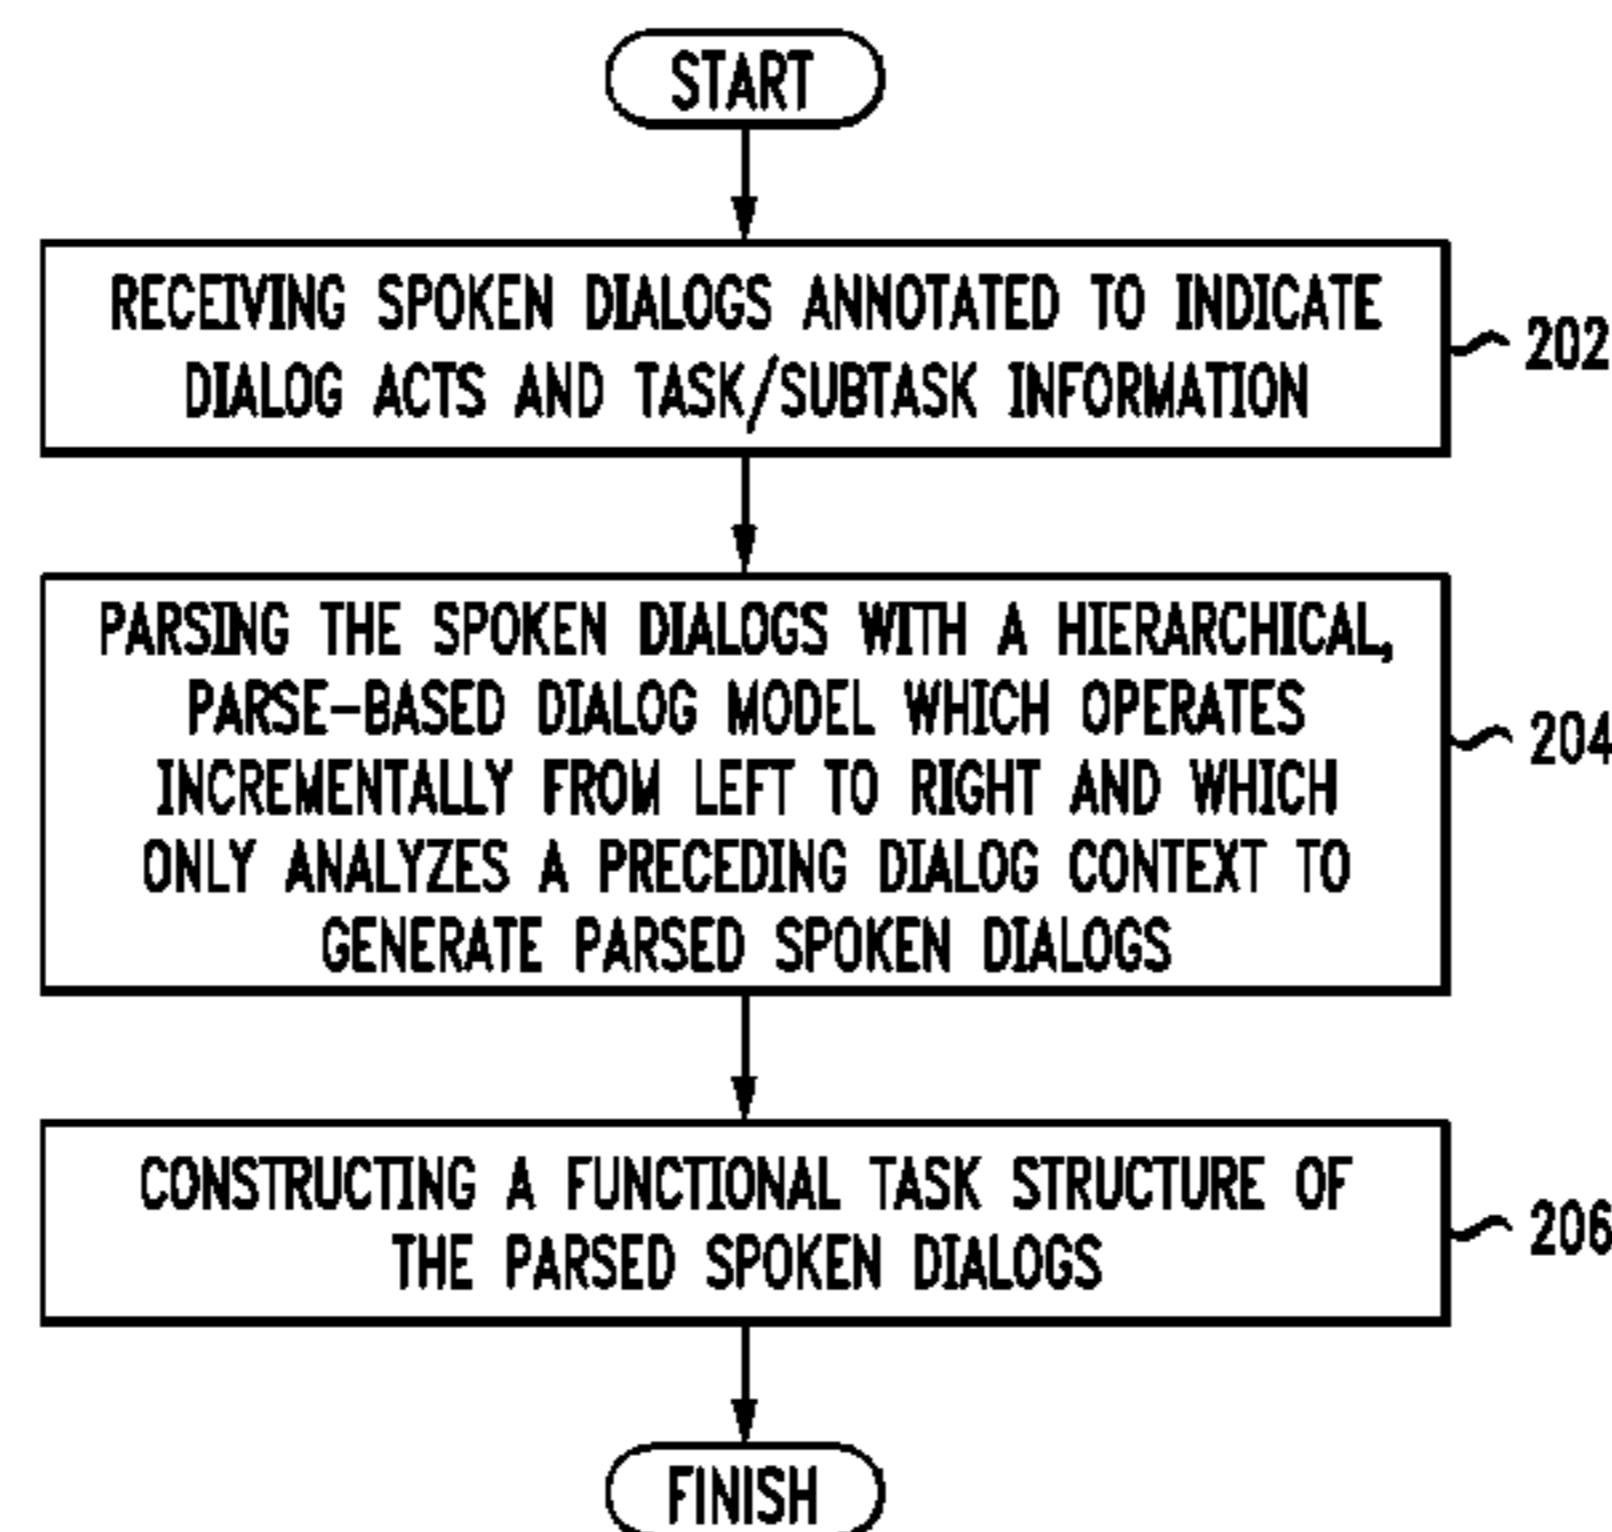 START
RECEIVING SPOKEN DIALOGS ANNOTATED TO INDICATE
DIALOG ACTS AND TASK/SUBTASK INFORMATION
202
PARSING THE SPOKEN DIALOGS WITH A HIERARCHICAL,
PARSE-BASED DIALOG MODEL WHICH OPERATES
INCREMENTALLY FROM LEFT TO RIGHT AND WHICH
ONLY ANALYZES A PRECEDING DIALOG CONTEXT TO
GENERATE PARSED SPOKEN DIALOGS
204
CONSTRUCTING A FUNCTIONAL TASK STRUCTURE OF
THE PARSED SPOKEN DIALOGS
206
FINISH